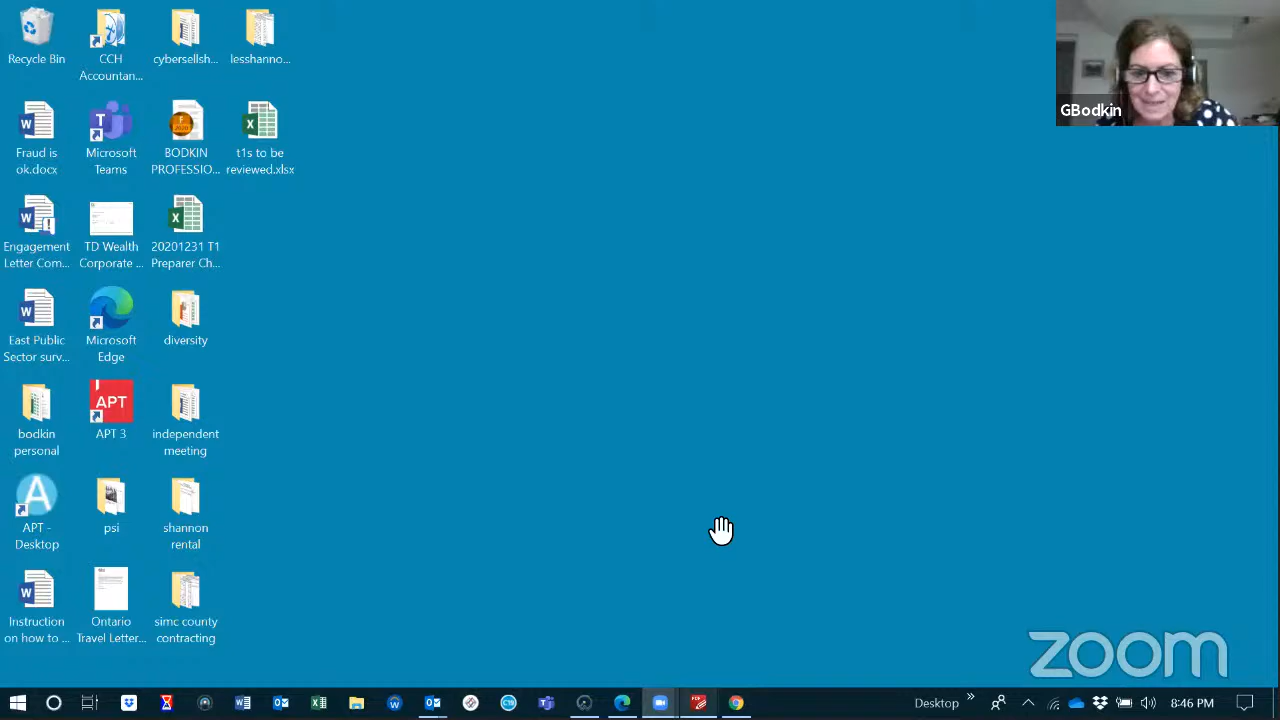 Recycle Bin
CCH
Accountan...
cybersellsh...
lesshanno...
GBodkin
Fraud is
ok.docx
Microsoft
Teams
BODKIN
PROFESSIO...
t1s to be
reviewed.xlsx
Engagement
Letter Com...
TD Wealth
Corporate ...
20201231 T1
Preparer Ch...
East Public
Sector surv...
Microsoft
Edge
diversity
bodkin
personal
APT
APT 3
independent
meeting
APT -
Desktop
psi
shannon
rental
Instruction
on how to ...
Ontario
Travel Letter...
simc county
contracting
zoom
Desktop
8:46 PM